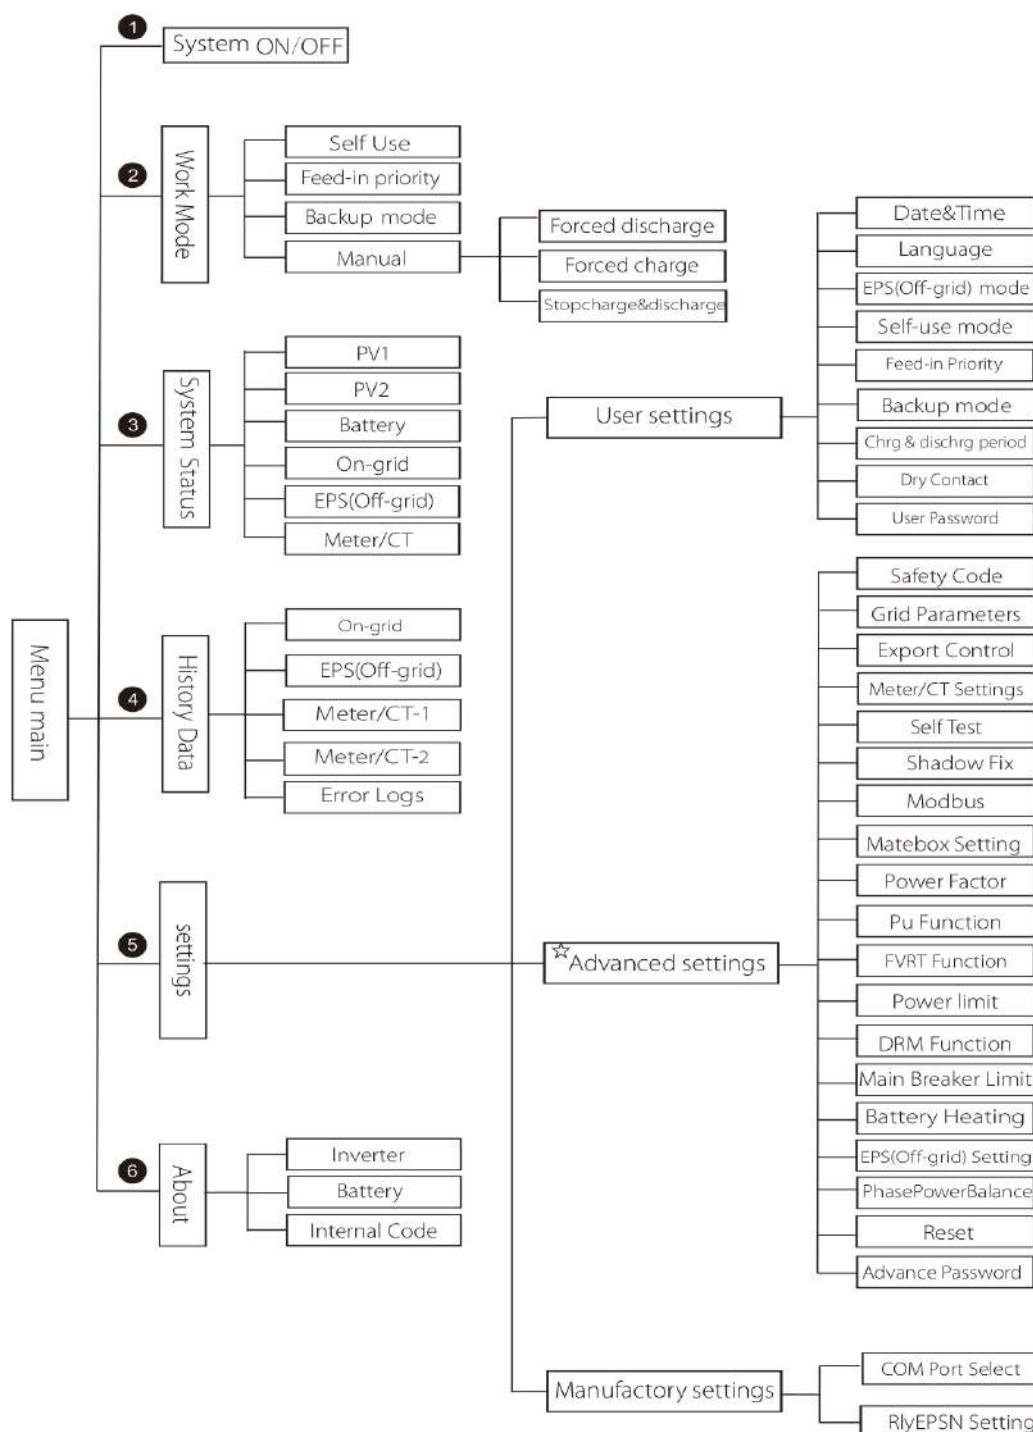 Menu main
1
System ON/OFF
2
Work Mode
Self Use
Feed-in priority
Backup mode
Manual
Forced discharge
Forced charge
Stopcharge&discharge
3
System Status
PV1
PV2
Battery
On-grid
EPS(Off-grid)
Meter/CT
4
History Data
On-grid
EPS(Off-grid)
Meter/CT-1
Meter/CT-2
Error Logs
5
settings
User settings
Date&Time
Language
EPS(Off-grid) mode
Self-use mode
Feed-in Priority
Backup mode
Chrg & dischrg period
Dry Contact
User Password
☆Advanced settings
Safety Code
Grid Parameters
Export Control
Meter/CT Settings
Self Test
Shadow Fix
Modbus
Matebox Setting
Power Factor
Pu Function
FVRT Function
Power limit
DRM Function
Main Breaker Limit
Battery Heating
EPS(Off-grid) Setting
PhasePowerBalance
Reset
Advance Password
Manufactory settings
COM Port Select
RlyEPSN Setting
6
About
Inverter
Battery
Internal Code